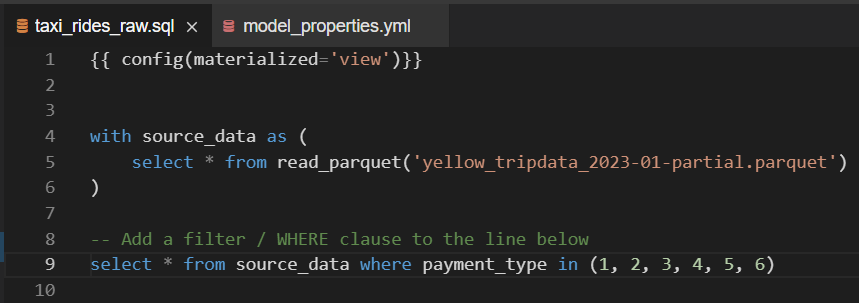 taxi_rides_raw.sql × model_properties.yml
1 {{ config(materialized='view')}}
2
3
4 with source_data as (
5 select * from read_parquet('yellow_tripdata_2023-01-partial.parquet')
6 )
7
8 -- Add a filter / WHERE clause to the line below
9 select * from source_data where payment_type in (1, 2, 3, 4, 5, 6)
10